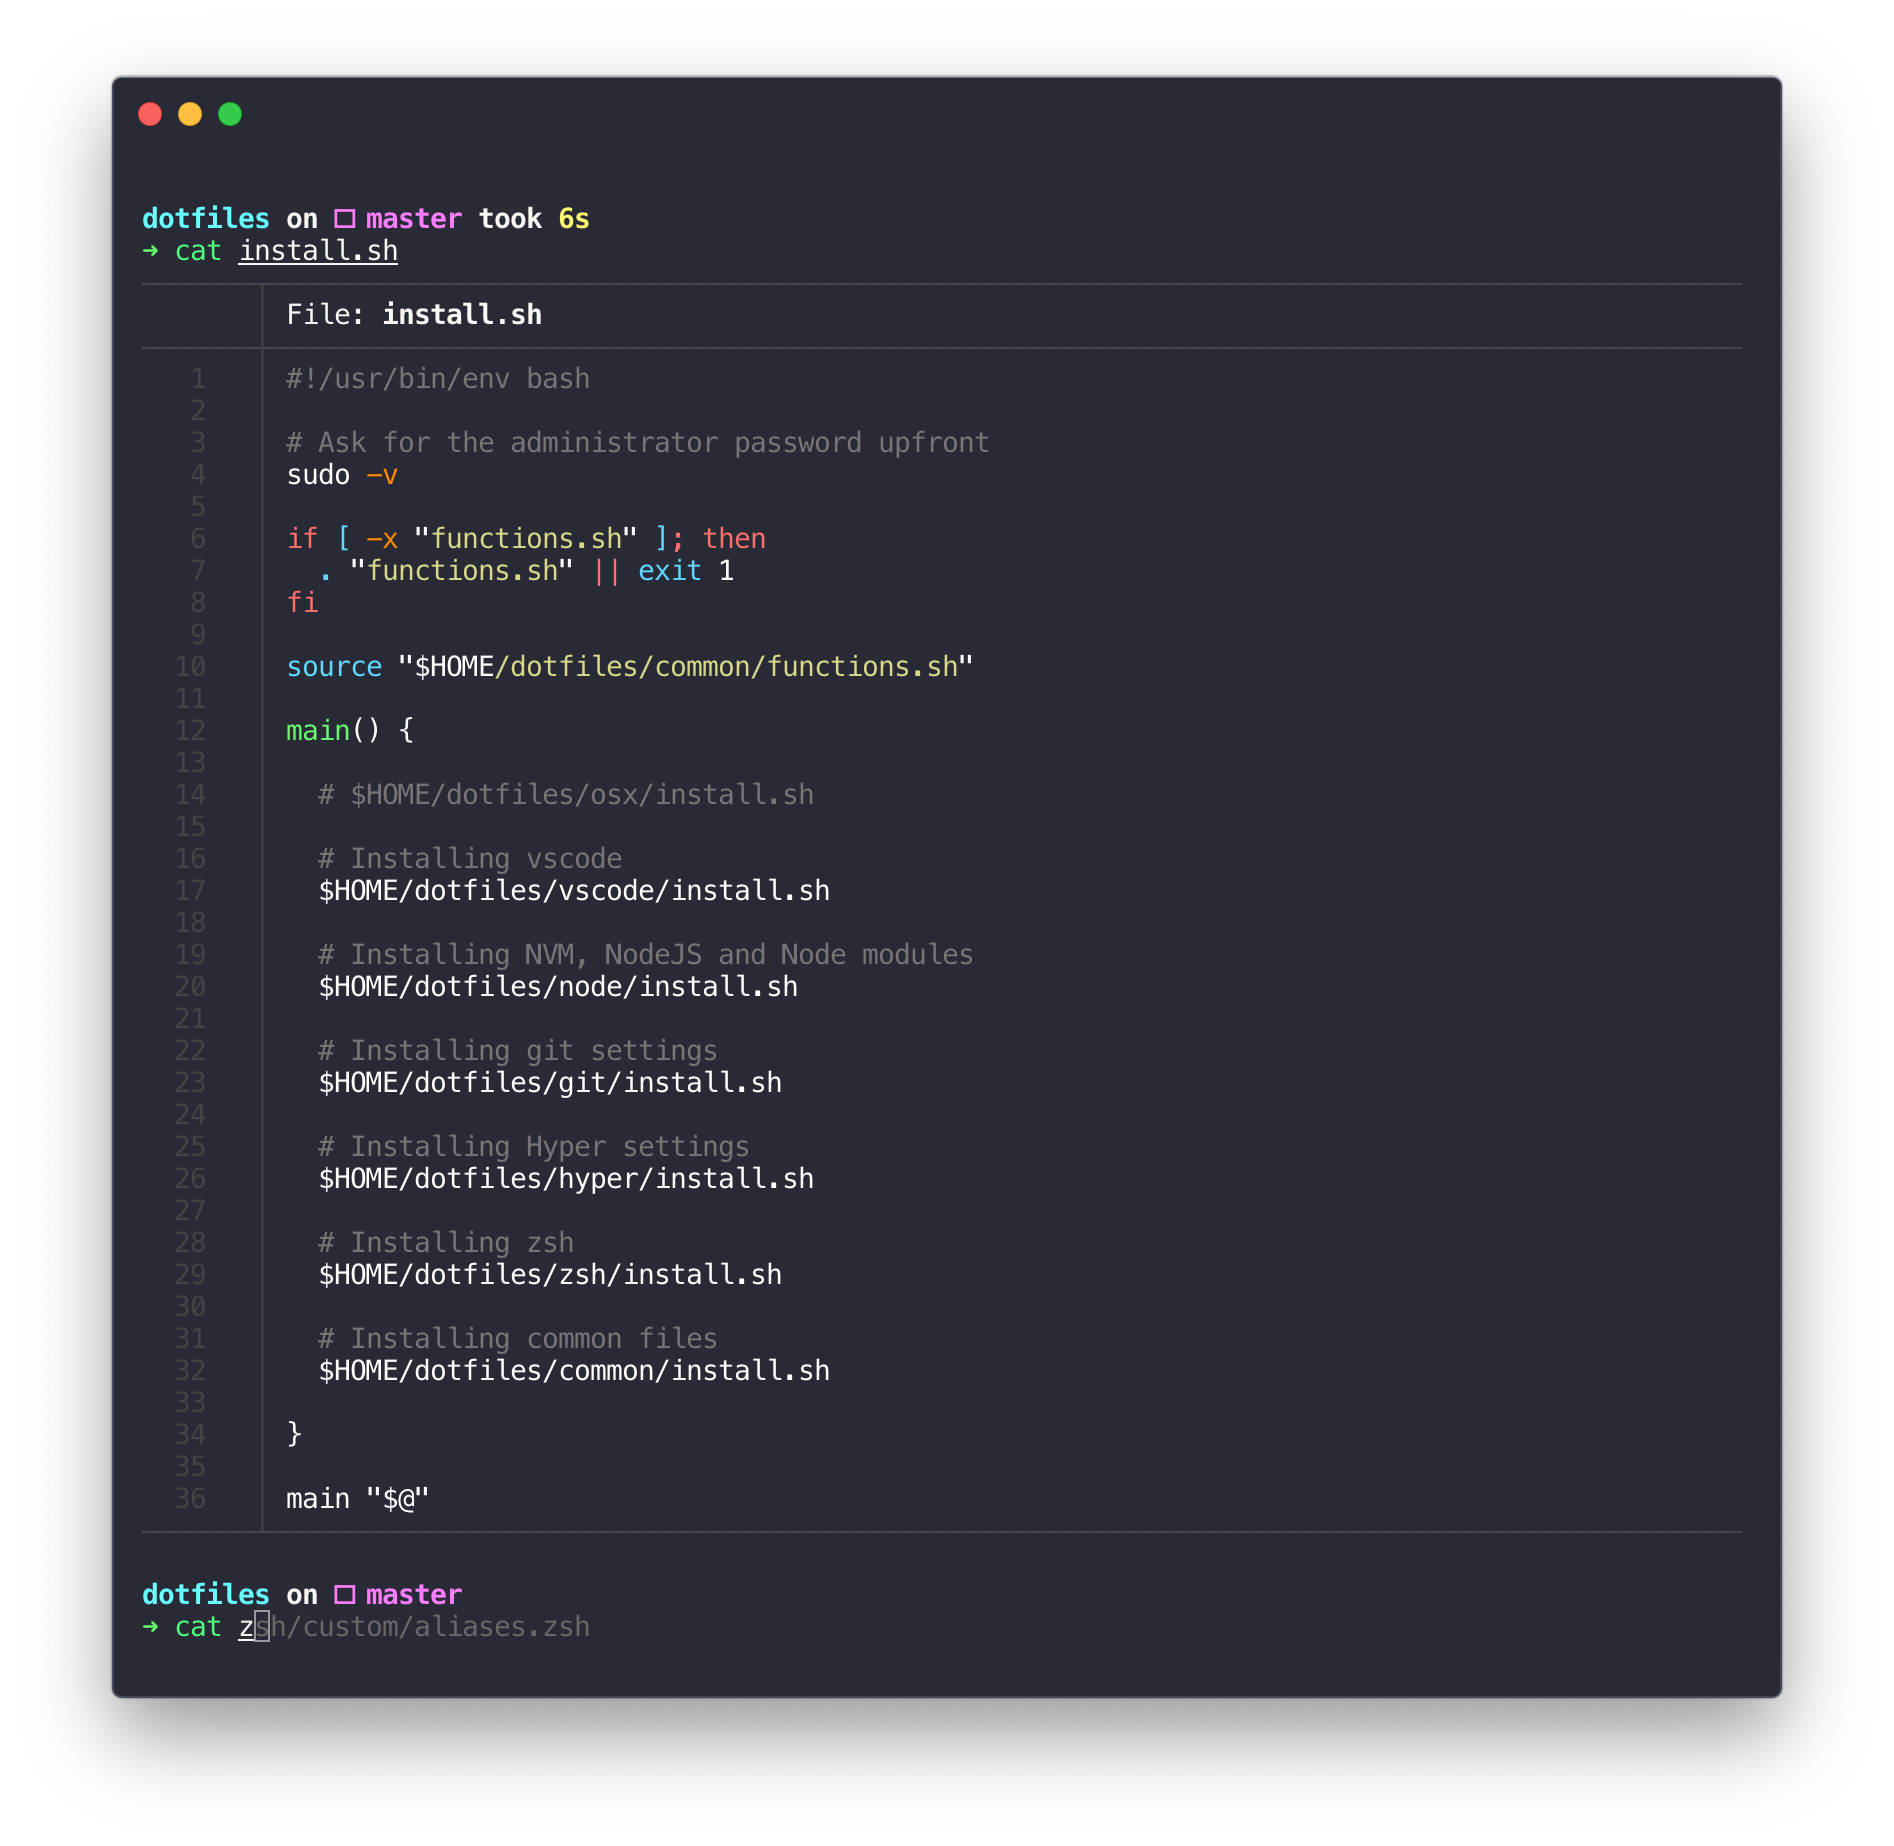 dotfiles on □ master took 6s
➜ cat install.sh
File: install.sh
1 #!/usr/bin/env bash
2
3 # Ask for the administrator password upfront
4 sudo -v
5
6 if [ -x "functions.sh" ]; then
7   . "functions.sh" || exit 1
8 fi
9
10 source "$HOME/dotfiles/common/functions.sh"
11
12 main() {
13
14   # $HOME/dotfiles/osx/install.sh
15
16   # Installing vscode
17   $HOME/dotfiles/vscode/install.sh
18
19   # Installing NVM, NodeJS and Node modules
20   $HOME/dotfiles/node/install.sh
21
22   # Installing git settings
23   $HOME/dotfiles/git/install.sh
24
25   # Installing Hyper settings
26   $HOME/dotfiles/hyper/install.sh
27
28   # Installing zsh
29   $HOME/dotfiles/zsh/install.sh
30
31   # Installing common files
32   $HOME/dotfiles/common/install.sh
33
34 }
35
36 main "$@"
dotfiles on □ master
➜ cat zsh/custom/aliases.zsh